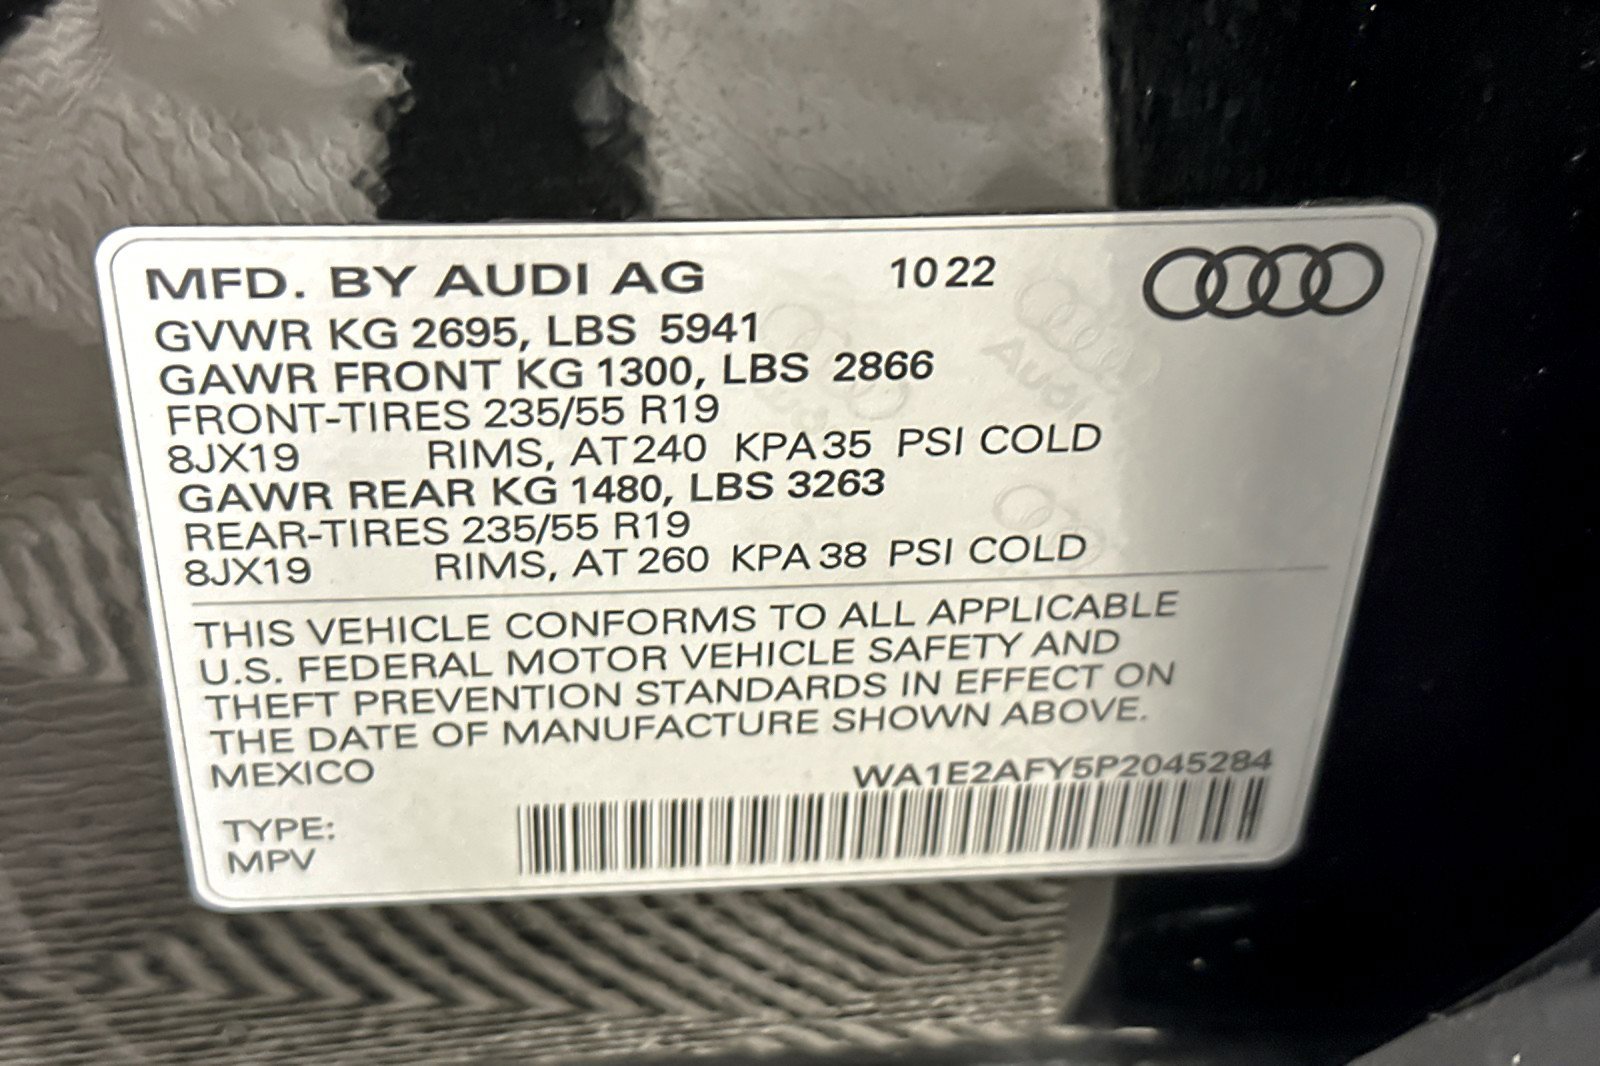 MFD. BY AUDI AG 10 22
GVWR KG 2695, LBS 5941
GAWR FRONT KG 1300, LBS 2866
FRONT-TIRES 235/55 R19
8JX19 RIMS, AT 240 KPA 35 PSI COLD
GAWR REAR KG 1480, LBS 3263
REAR-TIRES 235/55 R19
8JX19 RIMS, AT 260 KPA 38 PSI COLD
THIS VEHICLE CONFORMS TO ALL APPLICABLE
U.S. FEDERAL MOTOR VEHICLE SAFETY AND
THEFT PREVENTION STANDARDS IN EFFECT ON
THE DATE OF MANUFACTURE SHOWN ABOVE.
MEXICO WA1E2AFY5P2045284
TYPE:
MPV
Audi